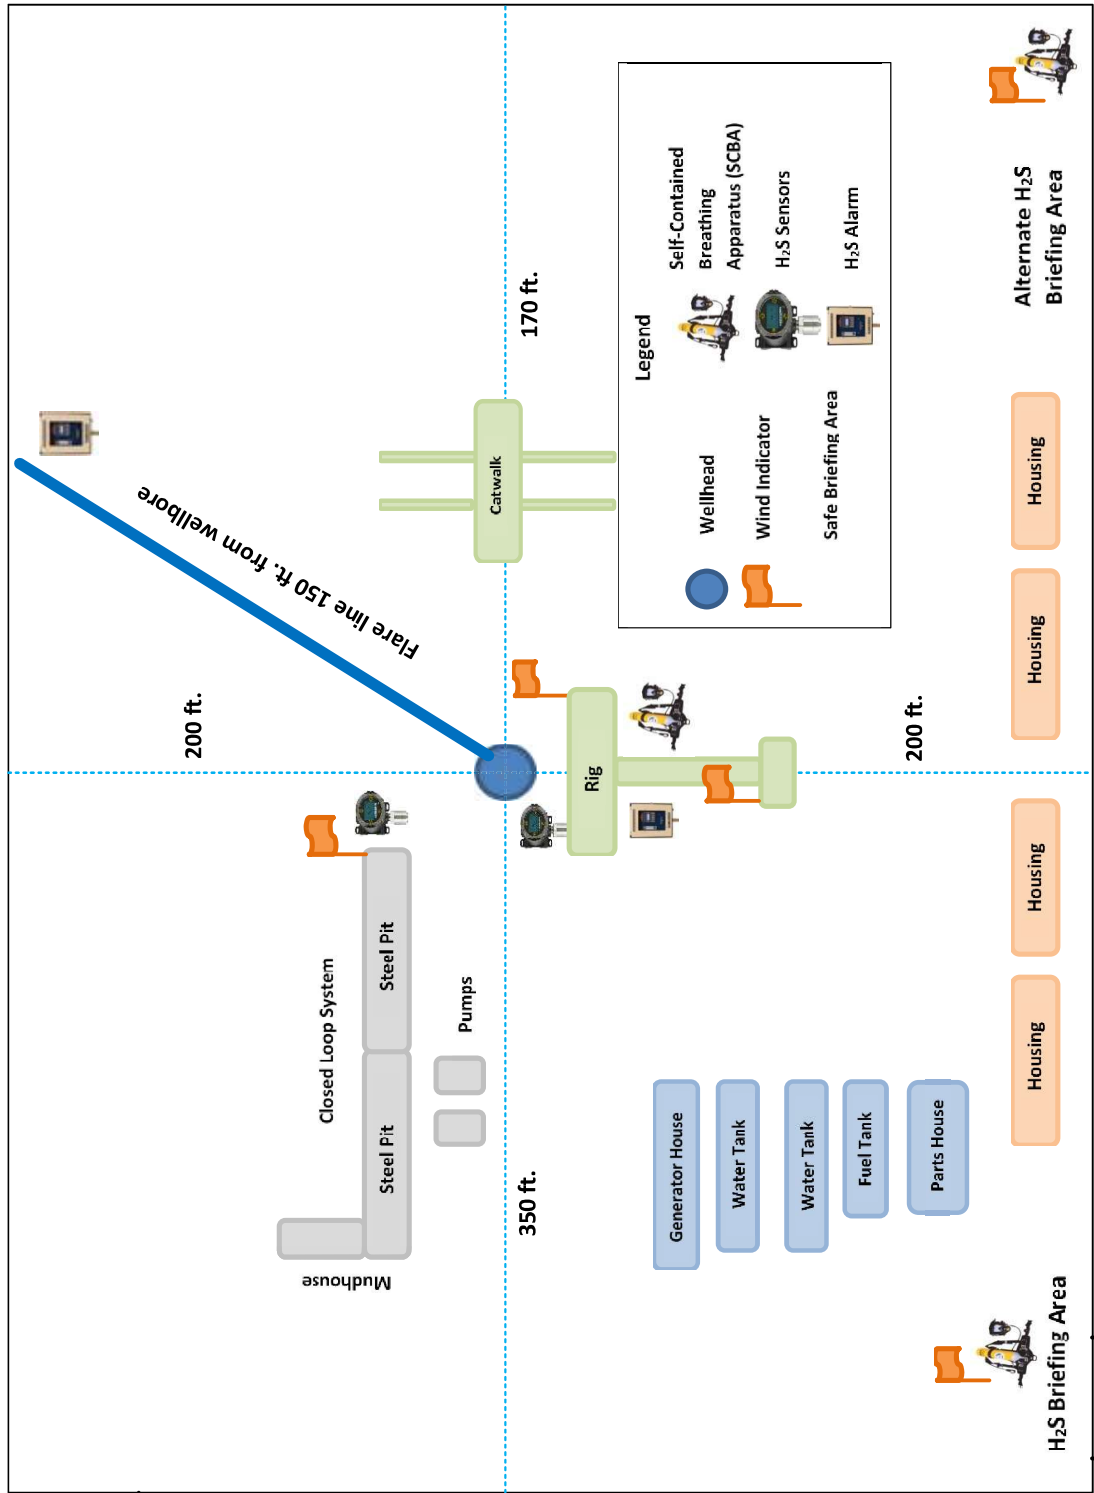 200 ft.
Flare line 150 ft. from wellbore
170 ft.
350 ft.
200 ft.
Catwalk
Rig
Closed Loop System
Steel Pit
Steel Pit
Mudhouse
Pumps
Generator House
Water Tank
Water Tank
Fuel Tank
Parts House
Housing
Housing
Housing
Housing
H₂S Briefing Area
Alternate H₂S
Briefing Area
Legend
Wellhead
Wind Indicator
Safe Briefing Area
Self-Contained
Breathing
Apparatus (SCBA)
H₂S Sensors
H₂S Alarm